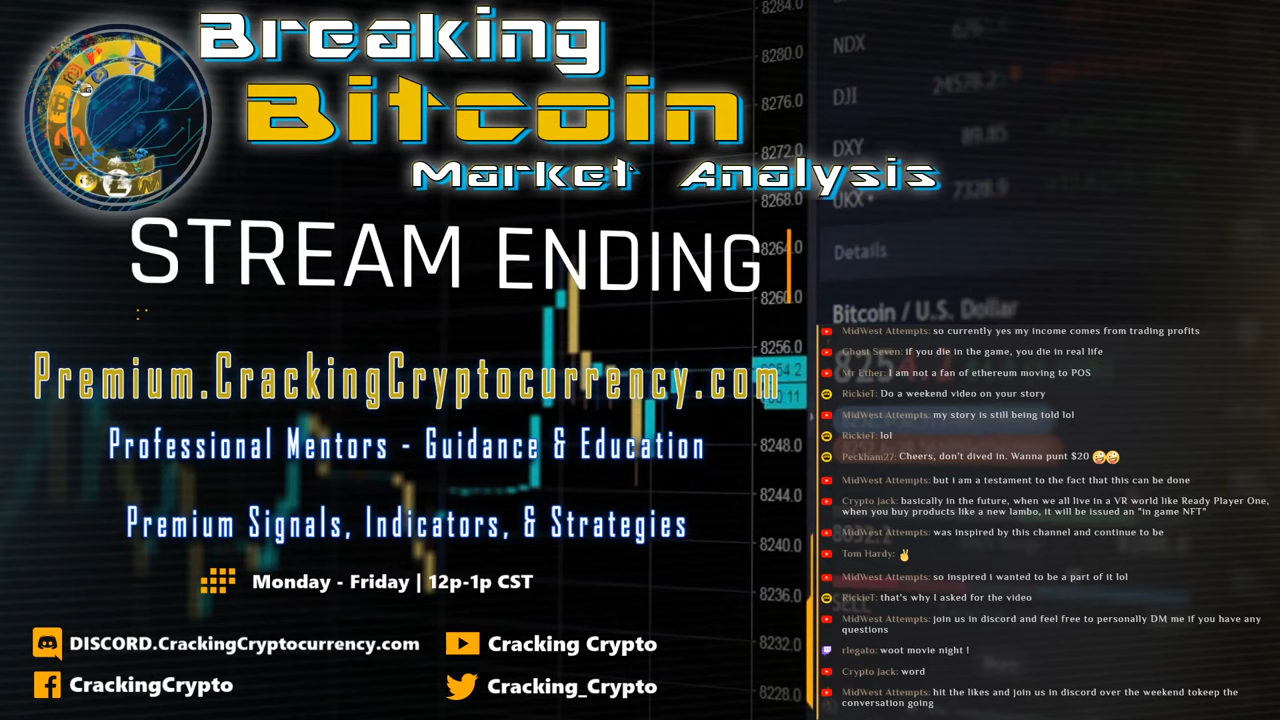 Breaking
Bitcoin
Market Analysis
STREAM ENDING
Premium.CrackingCryptocurrency.com
Professional Mentors - Guidance & Education
Premium Signals, Indicators, & Strategies
Monday - Friday | 12p-1p CST
DISCORD.CrackingCryptocurrency.com
Cracking Crypto
CrackingCrypto
Cracking_Crypto
8284.0
8280.0
8276.0
8272.0
8268.0
8264.0
8260.0
8256.0
8248.0
8244.0
8240.0
8236.0
8232.0
8228.0
NDX
DJI
24578.2
DXY
89.85
UKX
7328.9
Details
Bitcoin / U.S. Dollar
MidWest Attempts: so currently yes my income comes from trading profits
Ghost Seven: if you die in the game, you die in real life
Mr Ether: I am not a fan of ethereum moving to POS
RickieT: Do a weekend video on your story
MidWest Attempts: my story is still being told lol
RickieT: lol
Peckham27: Cheers, don't dived in. Wanna punt $20 🤪🤪
MidWest Attempts: but i am a testament to the fact that this can be done
Crypto Jack: basically in the future, when we all live in a VR world like Ready Player One,
when you buy products like a new lambo, it will be issued an "in game NFT"
MidWest Attempts: was inspired by this channel and continue to be
Tom Hardy: ✌
MidWest Attempts: so inspired i wanted to be a part of it lol
RickieT: that's why I asked for the video
MidWest Attempts: join us in discord and feel free to personally DM me if you have any
questions
rlegato: woot movie night !
Crypto Jack: word
MidWest Attempts: hit the likes and join us in discord over the weekend tokeep the
conversation going